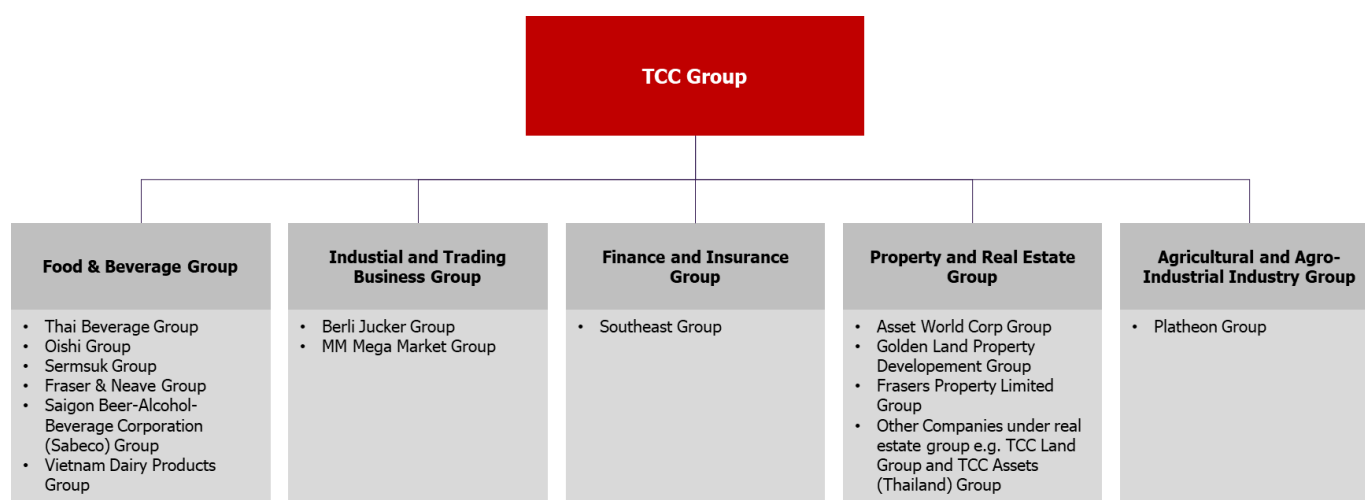 TCC Group
Food & Beverage Group
• Thai Beverage Group
• Oishi Group
• Sermsuk Group
• Fraser & Neave Group
• Saigon Beer-Alcohol-
Beverage Corporation
(Sabeco) Group
• Vietnam Dairy Products
Group
Industial and Trading
Business Group
• Berli Jucker Group
• MM Mega Market Group
Finance and Insurance
Group
• Southeast Group
Property and Real Estate
Group
• Asset World Corp Group
• Golden Land Property
Developement Group
• Frasers Property Limited
Group
• Other Companies under real
estate group e.g. TCC Land
Group and TCC Assets
(Thailand) Group
Agricultural and Agro-
Industrial Industry Group
• Platheon Group